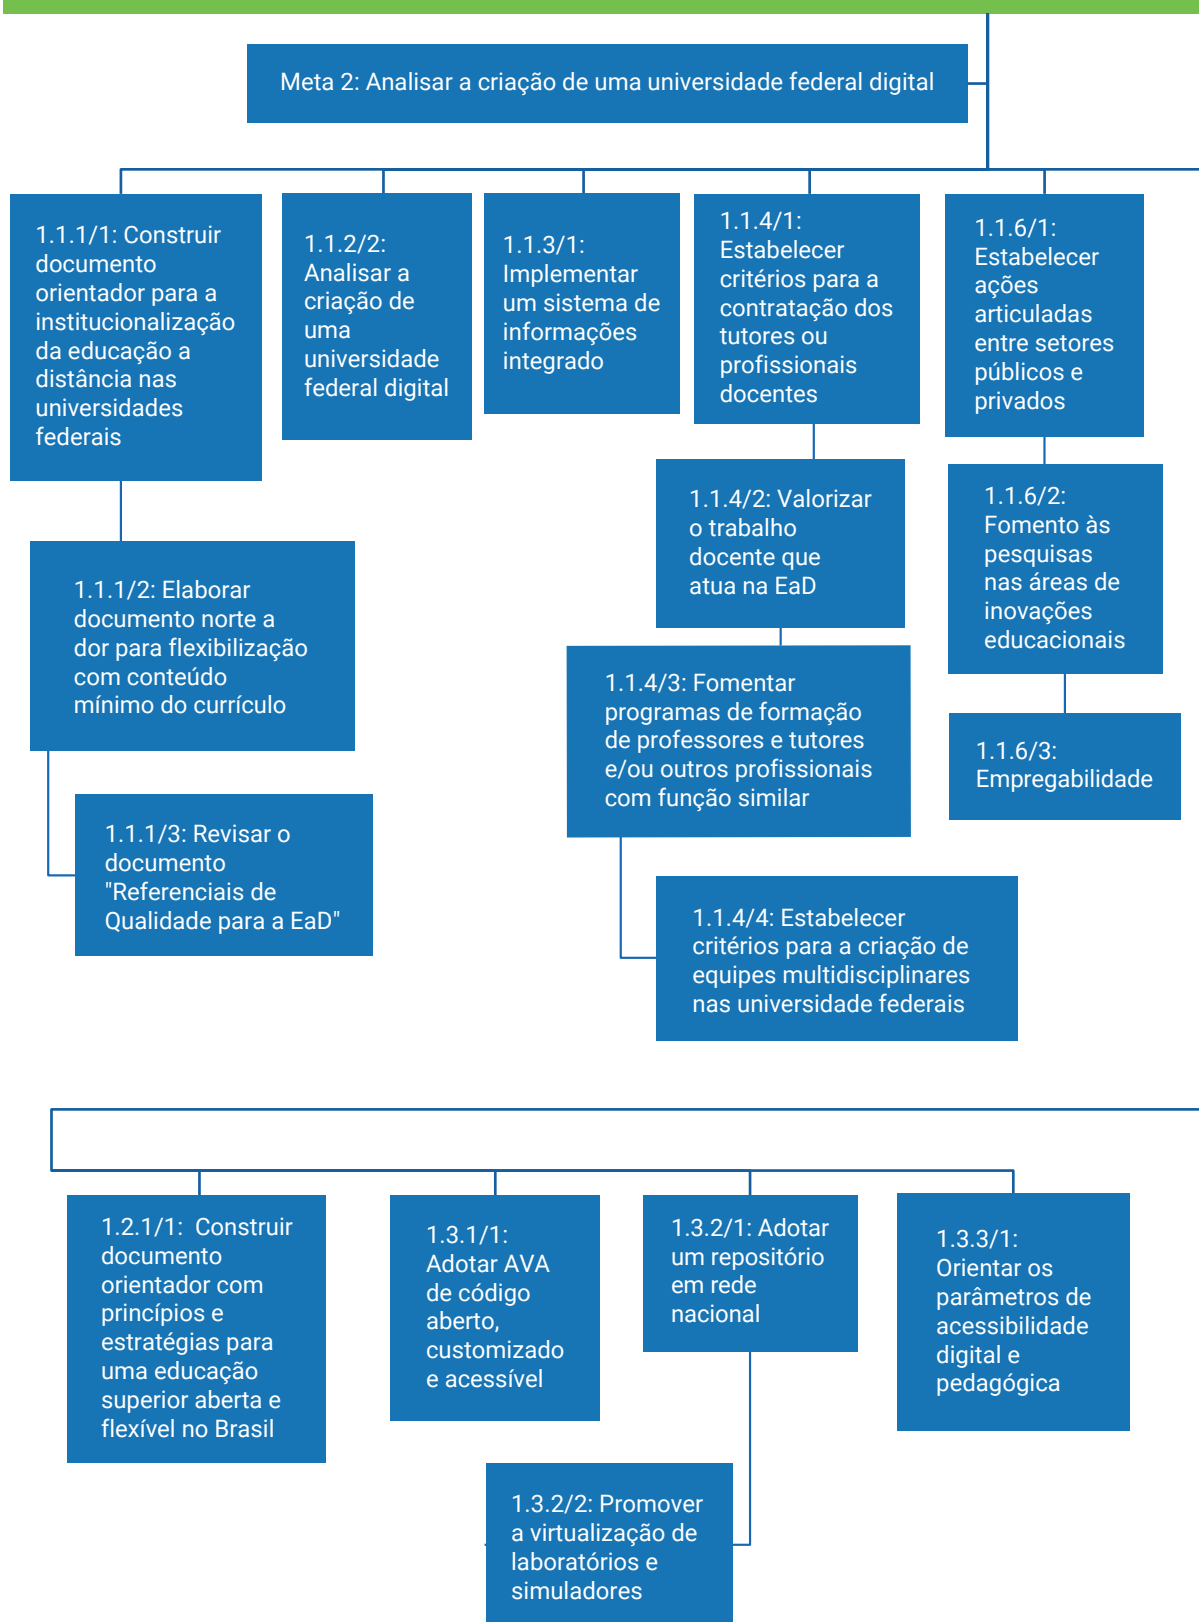 Meta 2: Analisar a criação de uma universidade federal digital
1.1.1/1: Construir
documento
orientador para a
institucionalização
da educação a
distância nas
universidades
federais
1.1.2/2:
Analisar a
criação de
uma
universidade
federal digital
1.1.3/1:
Implementar
um sistema de
informações
integrado
1.1.4/1:
Estabelecer
critérios para a
contratação dos
tutores ou
profissionais
docentes
1.1.6/1:
Estabelecer
ações
articuladas
entre setores
públicos e
privados
1.1.4/2: Valorizar
o trabalho
docente que
atua na EaD
1.1.6/2:
Fomento às
pesquisas
nas áreas de
inovações
educacionais
1.1.1/2: Elaborar
documento norte a
dor para flexibilização
com conteúdo
mínimo do currículo
1.1.4/3: Fomentar
programas de formação
de professores e tutores
e/ou outros profissionais
com função similar
1.1.6/3:
Empregabilidade
1.1.1/3: Revisar o
documento
"Referenciais de
Qualidade para a EaD"
1.1.4/4: Estabelecer
critérios para a criação de
equipes multidisciplinares
nas universidade federais
1.2.1/1: Construir
documento
orientador com
princípios e
estratégias para
uma educação
superior aberta e
flexível no Brasil
1.3.1/1:
Adotar AVA
de código
aberto,
customizado
e acessível
1.3.2/1: Adotar
um repositório
em rede
nacional
1.3.3/1:
Orientar os
parâmetros de
acessibilidade
digital e
pedagógica
1.3.2/2: Promover
a virtualização de
laboratórios e
simuladores